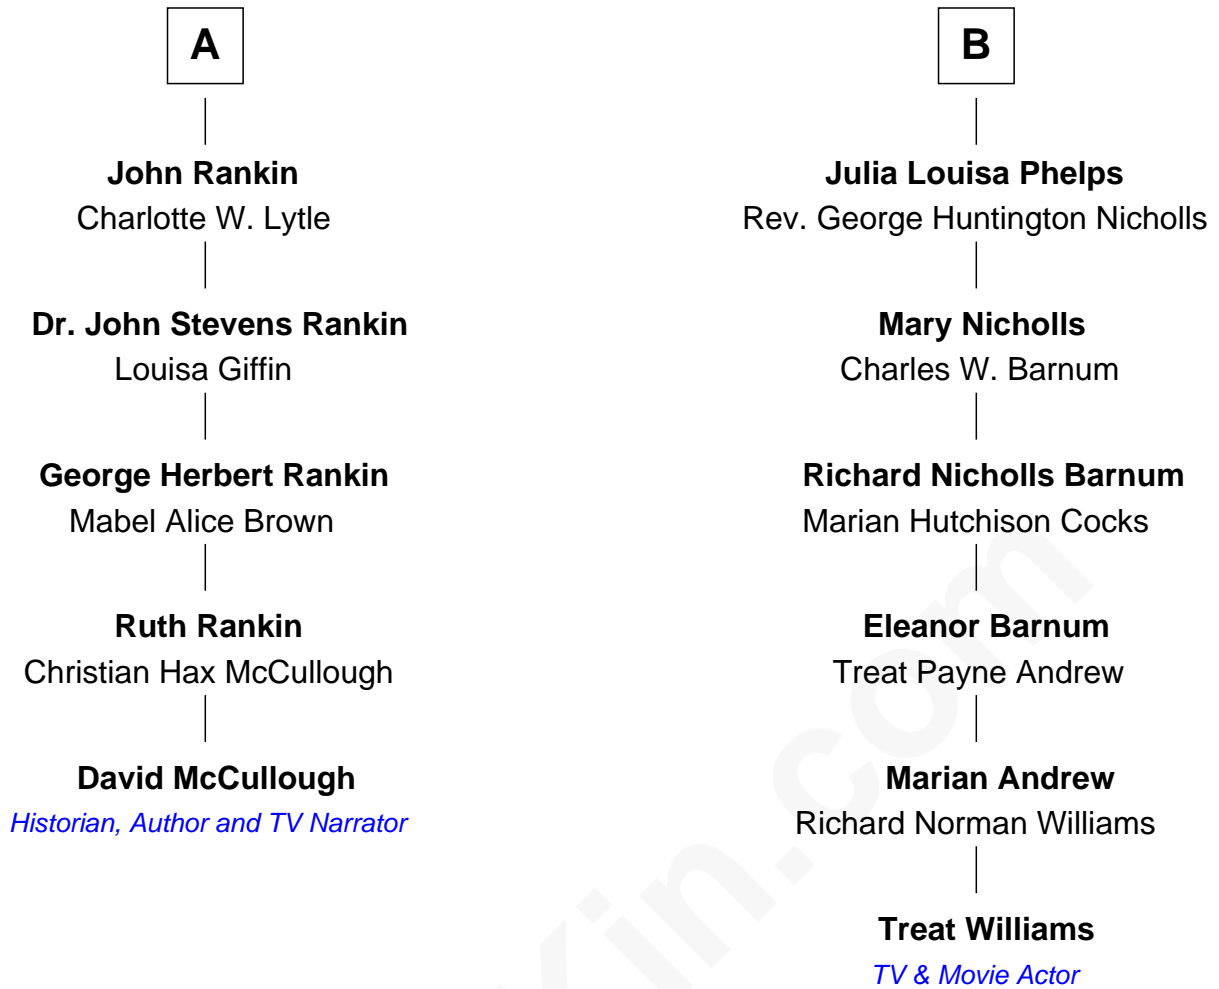 A
John Rankin
Charlotte W. Lytle
Dr. John Stevens Rankin
Louisa Giffin
George Herbert Rankin
Mabel Alice Brown
Ruth Rankin
Christian Hax McCullough
David McCullough
Historian, Author and TV Narrator
B
Julia Louisa Phelps
Rev. George Huntington Nicholls
Mary Nicholls
Charles W. Barnum
Richard Nicholls Barnum
Marian Hutchison Cocks
Eleanor Barnum
Treat Payne Andrew
Marian Andrew
Richard Norman Williams
Treat Williams
TV & Movie Actor
Kin.com